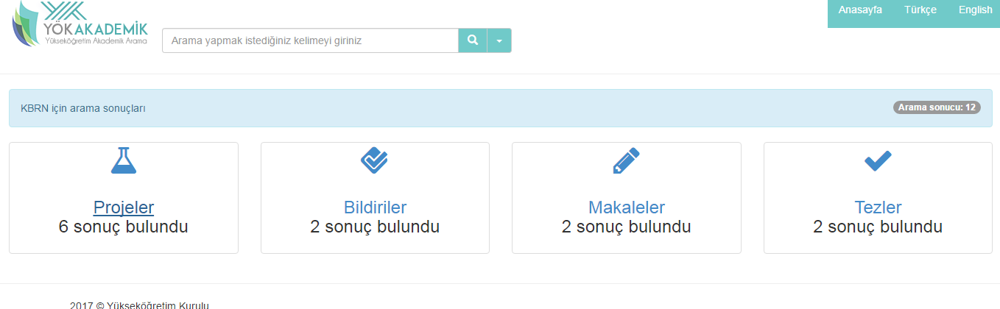 Anasayfa Türkçe English
YÖKAKADEMİK
Yükseköğretim Akademik Arama
Arama yapmak istediğiniz kelimeyi giriniz
KBRN için arama sonuçları Arama sonucu: 12
Projeler Bildiriler Makaleler Tezler
6 sonuç bulundu 2 sonuç bulundu 2 sonuç bulundu 2 sonuç bulundu
2017 © Yükseköğretim Kurulu